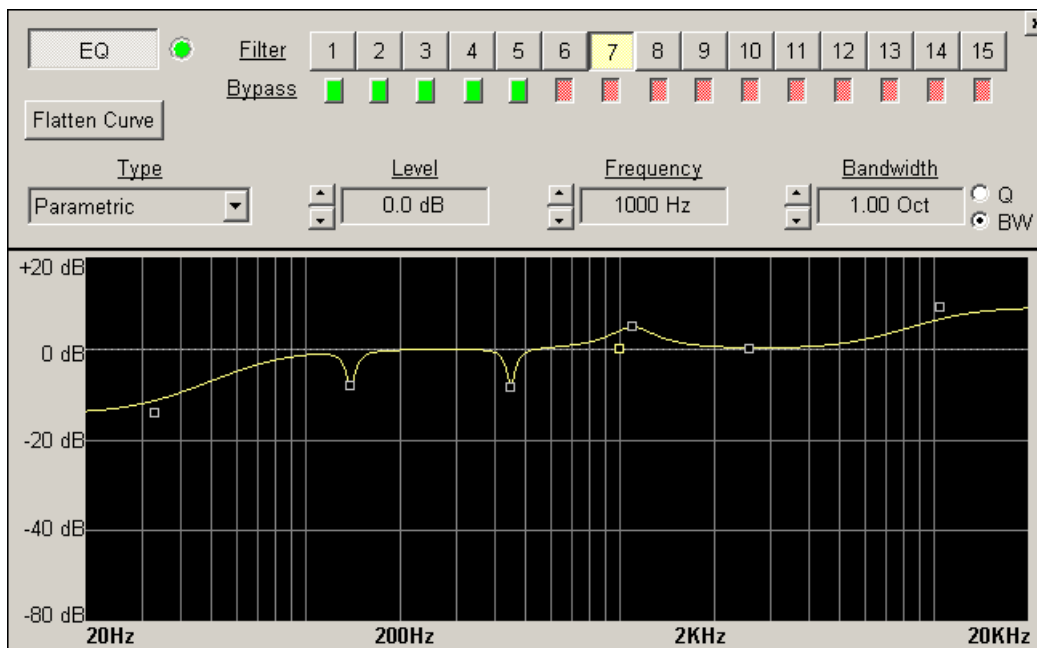 EQ
Filter 1 2 3 4 5 6 7 8 9 10 11 12 13 14 15
Bypass
Flatten Curve
Type Level Frequency Bandwidth
Parametric 0.0 dB 1000 Hz 1.00 Oct
Q
BW
+20 dB
0 dB
-20 dB
-40 dB
-80 dB
20Hz 200Hz 2KHz 20KHz